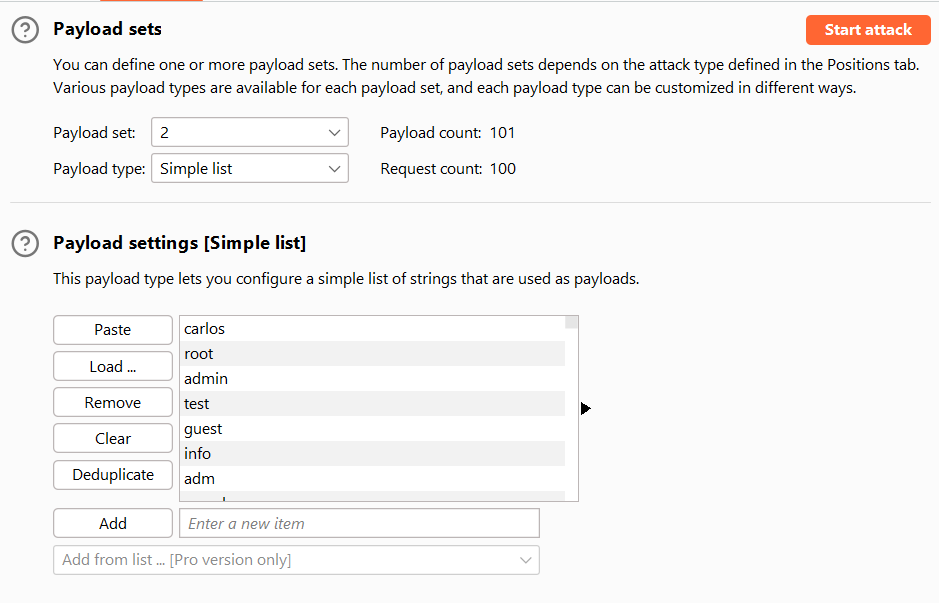 Payload sets
Start attack
You can define one or more payload sets. The number of payload sets depends on the attack type defined in the Positions tab.
Various payload types are available for each payload set, and each payload type can be customized in different ways.
Payload set: 2 Payload count: 101
Payload type: Simple list Request count: 100
Payload settings [Simple list]
This payload type lets you configure a simple list of strings that are used as payloads.
Paste
Load ...
Remove
Clear
Deduplicate
carlos
root
admin
test
guest
info
adm
Add
Enter a new item
Add from list ... [Pro version only]